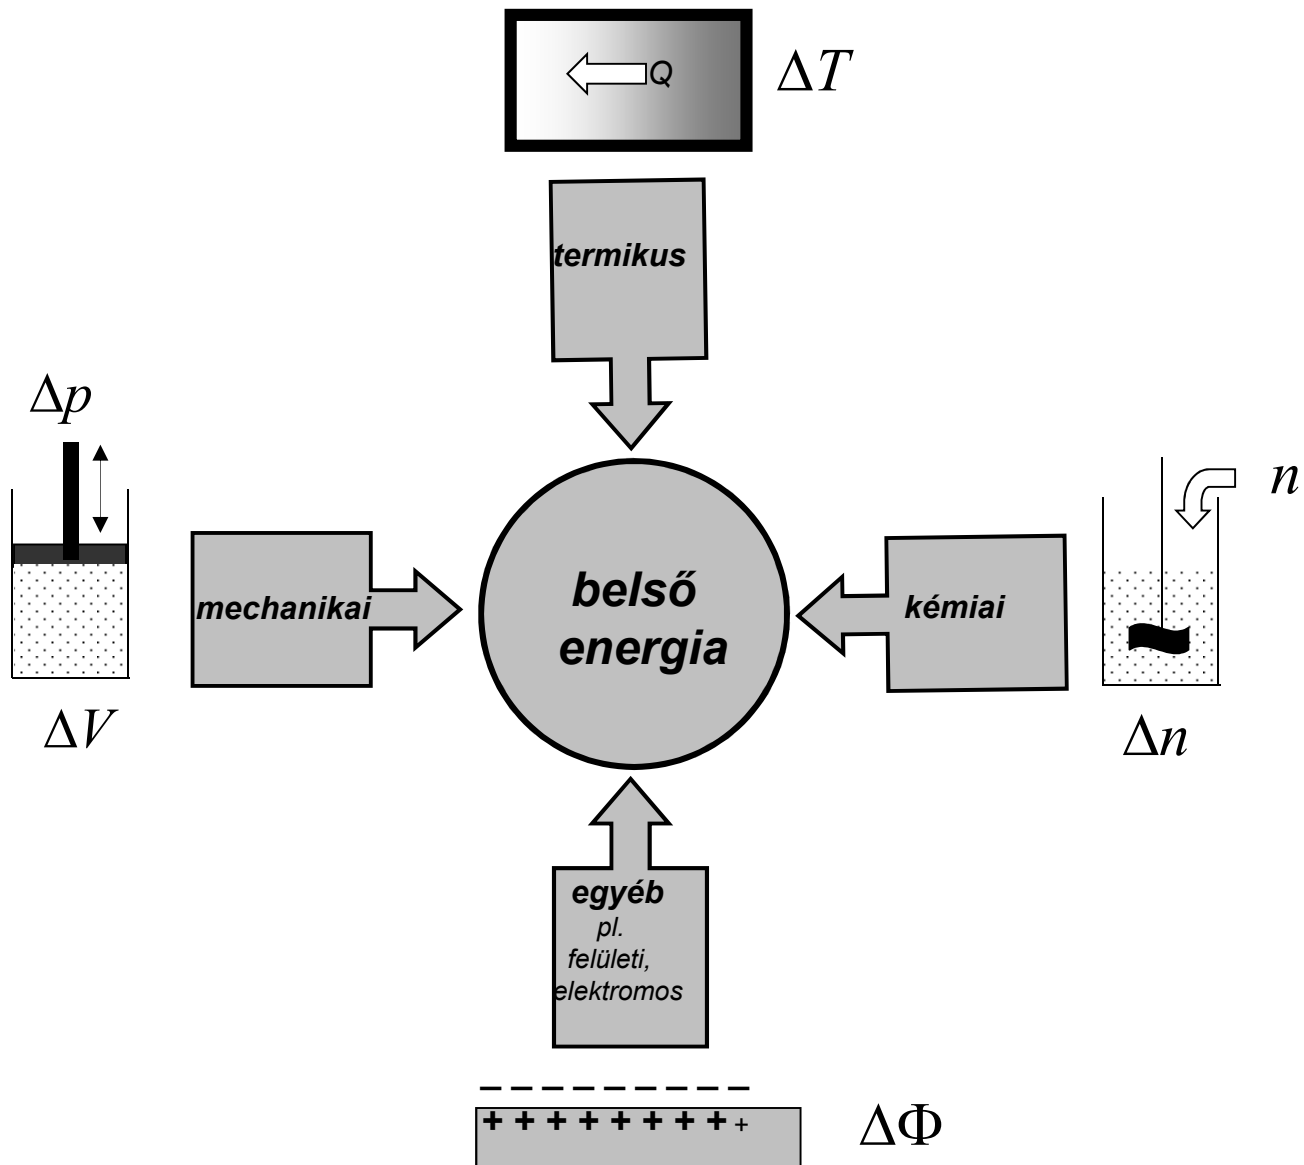 Q
ΔT
termikus
Δp
n
mechanikai
belső
energia
kémiai
ΔV
Δn
egyéb
pl.
felületi,
elektromos
– – – – – – – – –
+ + + + + + + + +
ΔΦ